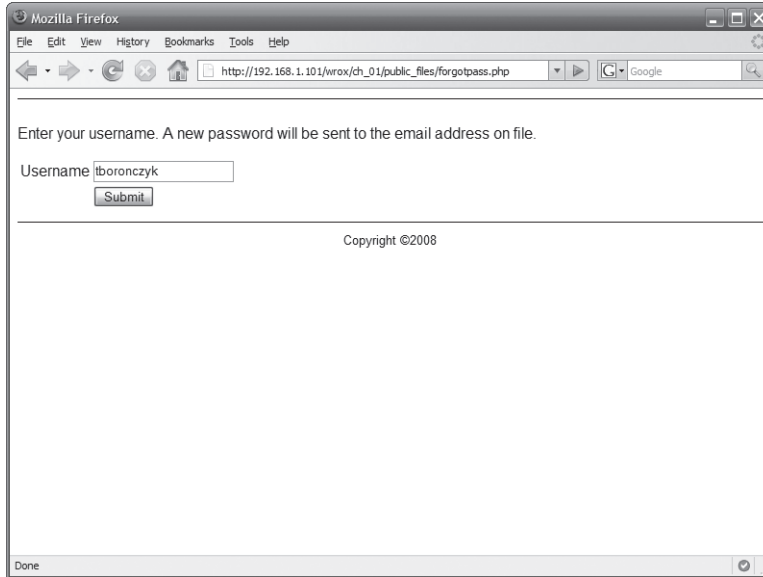 Mozilla Firefox
File Edit View History Bookmarks Tools Help
http://192.168.1.101/wrox/ch_01/public_files/forgotpass.php
G Google
Enter your username. A new password will be sent to the email address on file.
Username tboronczyk
Submit
Copyright ©2008
Done